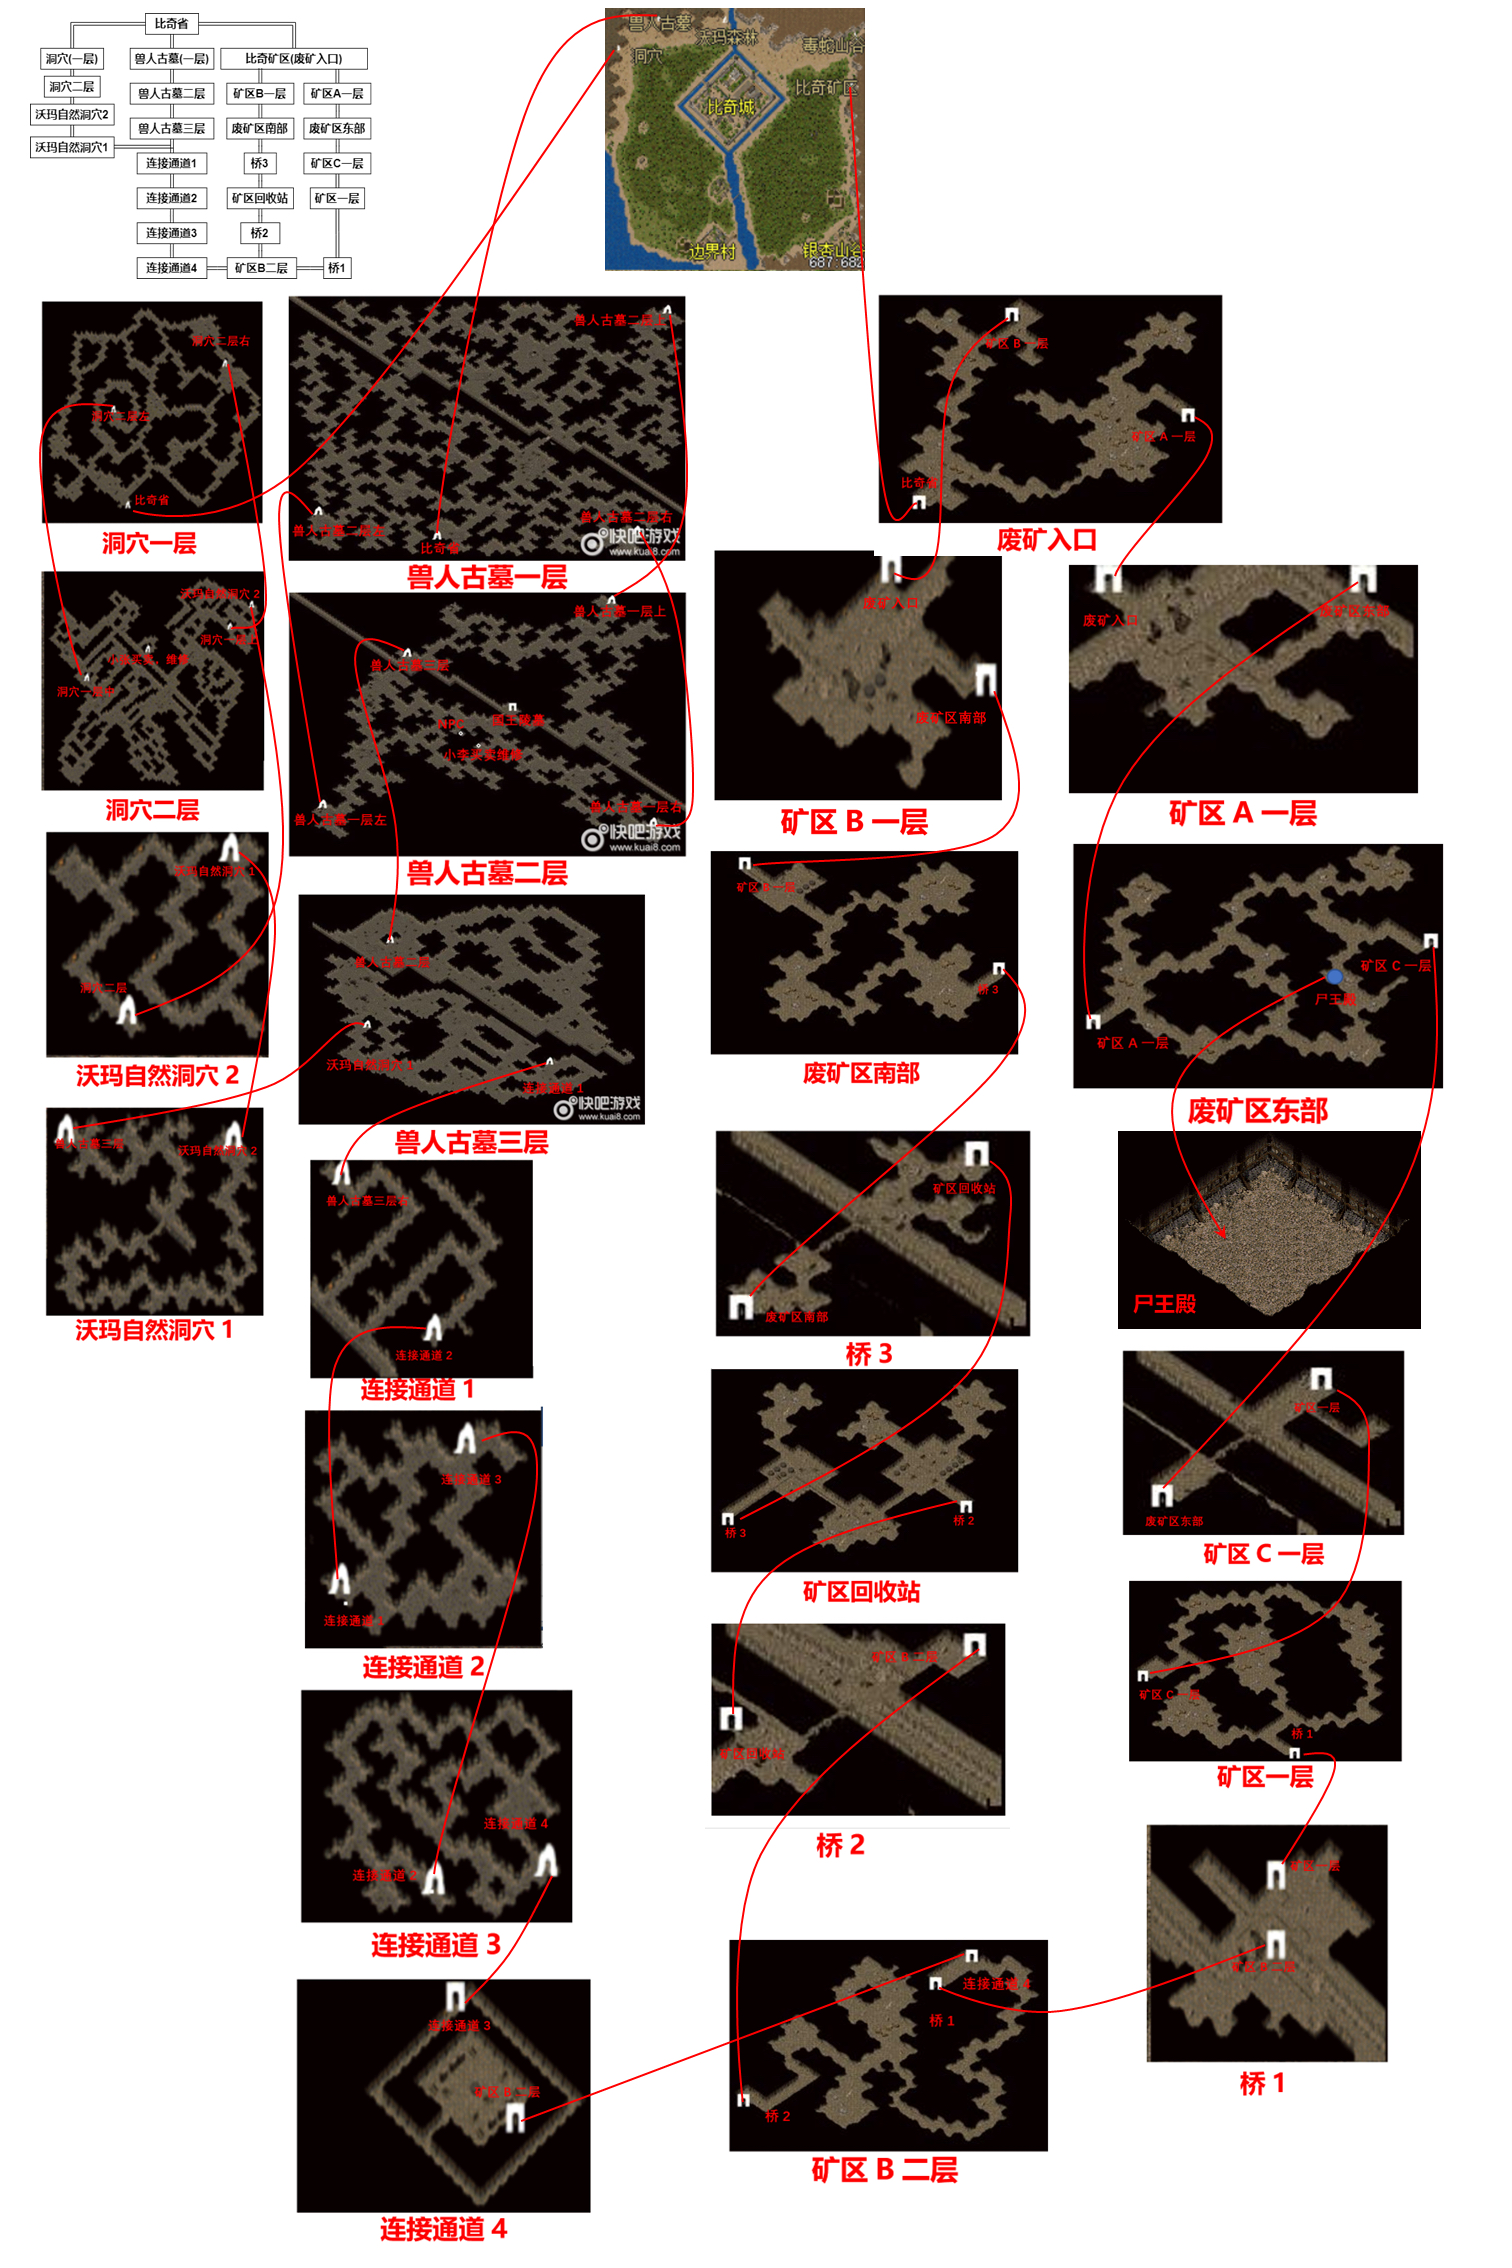 比奇省
洞穴(一层)
兽人古墓(一层)
比奇矿区(废矿入口)
洞穴二层
兽人古墓二层
矿区B一层
矿区A一层
沃玛自然洞穴2
兽人古墓三层
废矿区南部
废矿区东部
沃玛自然洞穴1
连接通道1
桥3
矿区C一层
连接通道2
矿区回收站
矿区一层
连接通道3
桥2
连接通道4
矿区B二层
桥1
兽人古墓
沃玛森林
毒蛇山谷
洞穴
比奇矿区
比奇城
边界村
银杏山谷
687:682
洞穴二层右
洞穴二层左
比奇省
洞穴一层
兽人古墓二层上
兽人古墓二层左
兽人古墓二层右
比奇省
快吧游戏
www.kuai8.com
兽人古墓一层
矿区 B 一层
矿区 A 一层
比奇省
废矿入口
沃玛自然洞穴 2
洞穴一层上
小贩买卖，维修
洞穴一层中
洞穴二层
兽人古墓一层上
兽人古墓三层
国王陵墓
NPC
小李买卖维修
兽人古墓一层左
兽人古墓一层右
快吧游戏
www.kuai8.com
兽人古墓二层
废矿入口
废矿区南部
矿区 B 一层
废矿入口
废矿区东部
矿区 A 一层
沃玛自然洞穴 1
洞穴二层
沃玛自然洞穴 2
兽人古墓二层
沃玛自然洞穴 1
连接通道 1
快吧游戏
www.kuai8.com
兽人古墓三层
矿区 B 一层
桥 3
废矿区南部
矿区 C 一层
尸王殿
矿区 A 一层
废矿区东部
兽人古墓三层
沃玛自然洞穴 2
沃玛自然洞穴 1
兽人古墓三层右
连接通道 2
连接通道 1
矿区回收站
废矿区南部
桥 3
尸王殿
连接通道 3
连接通道 1
连接通道 2
桥 3
桥 2
矿区回收站
矿区一层
废矿区东部
矿区 C 一层
连接通道 4
连接通道 2
连接通道 3
矿区 B 二层
矿区回收站
桥 2
矿区 C 一层
桥 1
矿区一层
连接通道 3
矿区 B 二层
连接通道 4
连接通道 4
桥 1
桥 2
矿区 B 二层
矿区一层
矿区 B 二层
桥 1